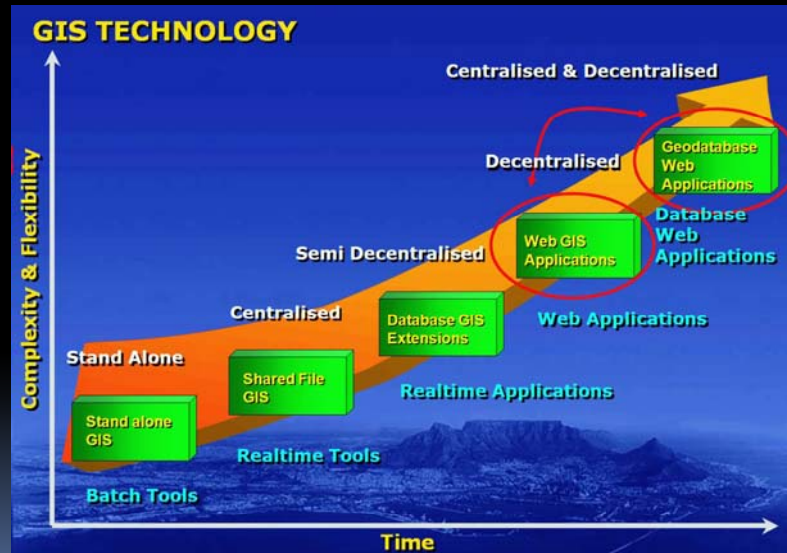 GIS TECHNOLOGY
Centralised & Decentralised
Geodatabase
Web
Applications
Decentralised
Database
Web
Applications
Web GIS
Applications
Semi Decentralised
Web Applications
Database GIS
Extensions
Centralised
Realtime Applications
Shared File
GIS
Stand Alone
Realtime Tools
Stand alone
GIS
Batch Tools
Complexity & Flexibility
Time